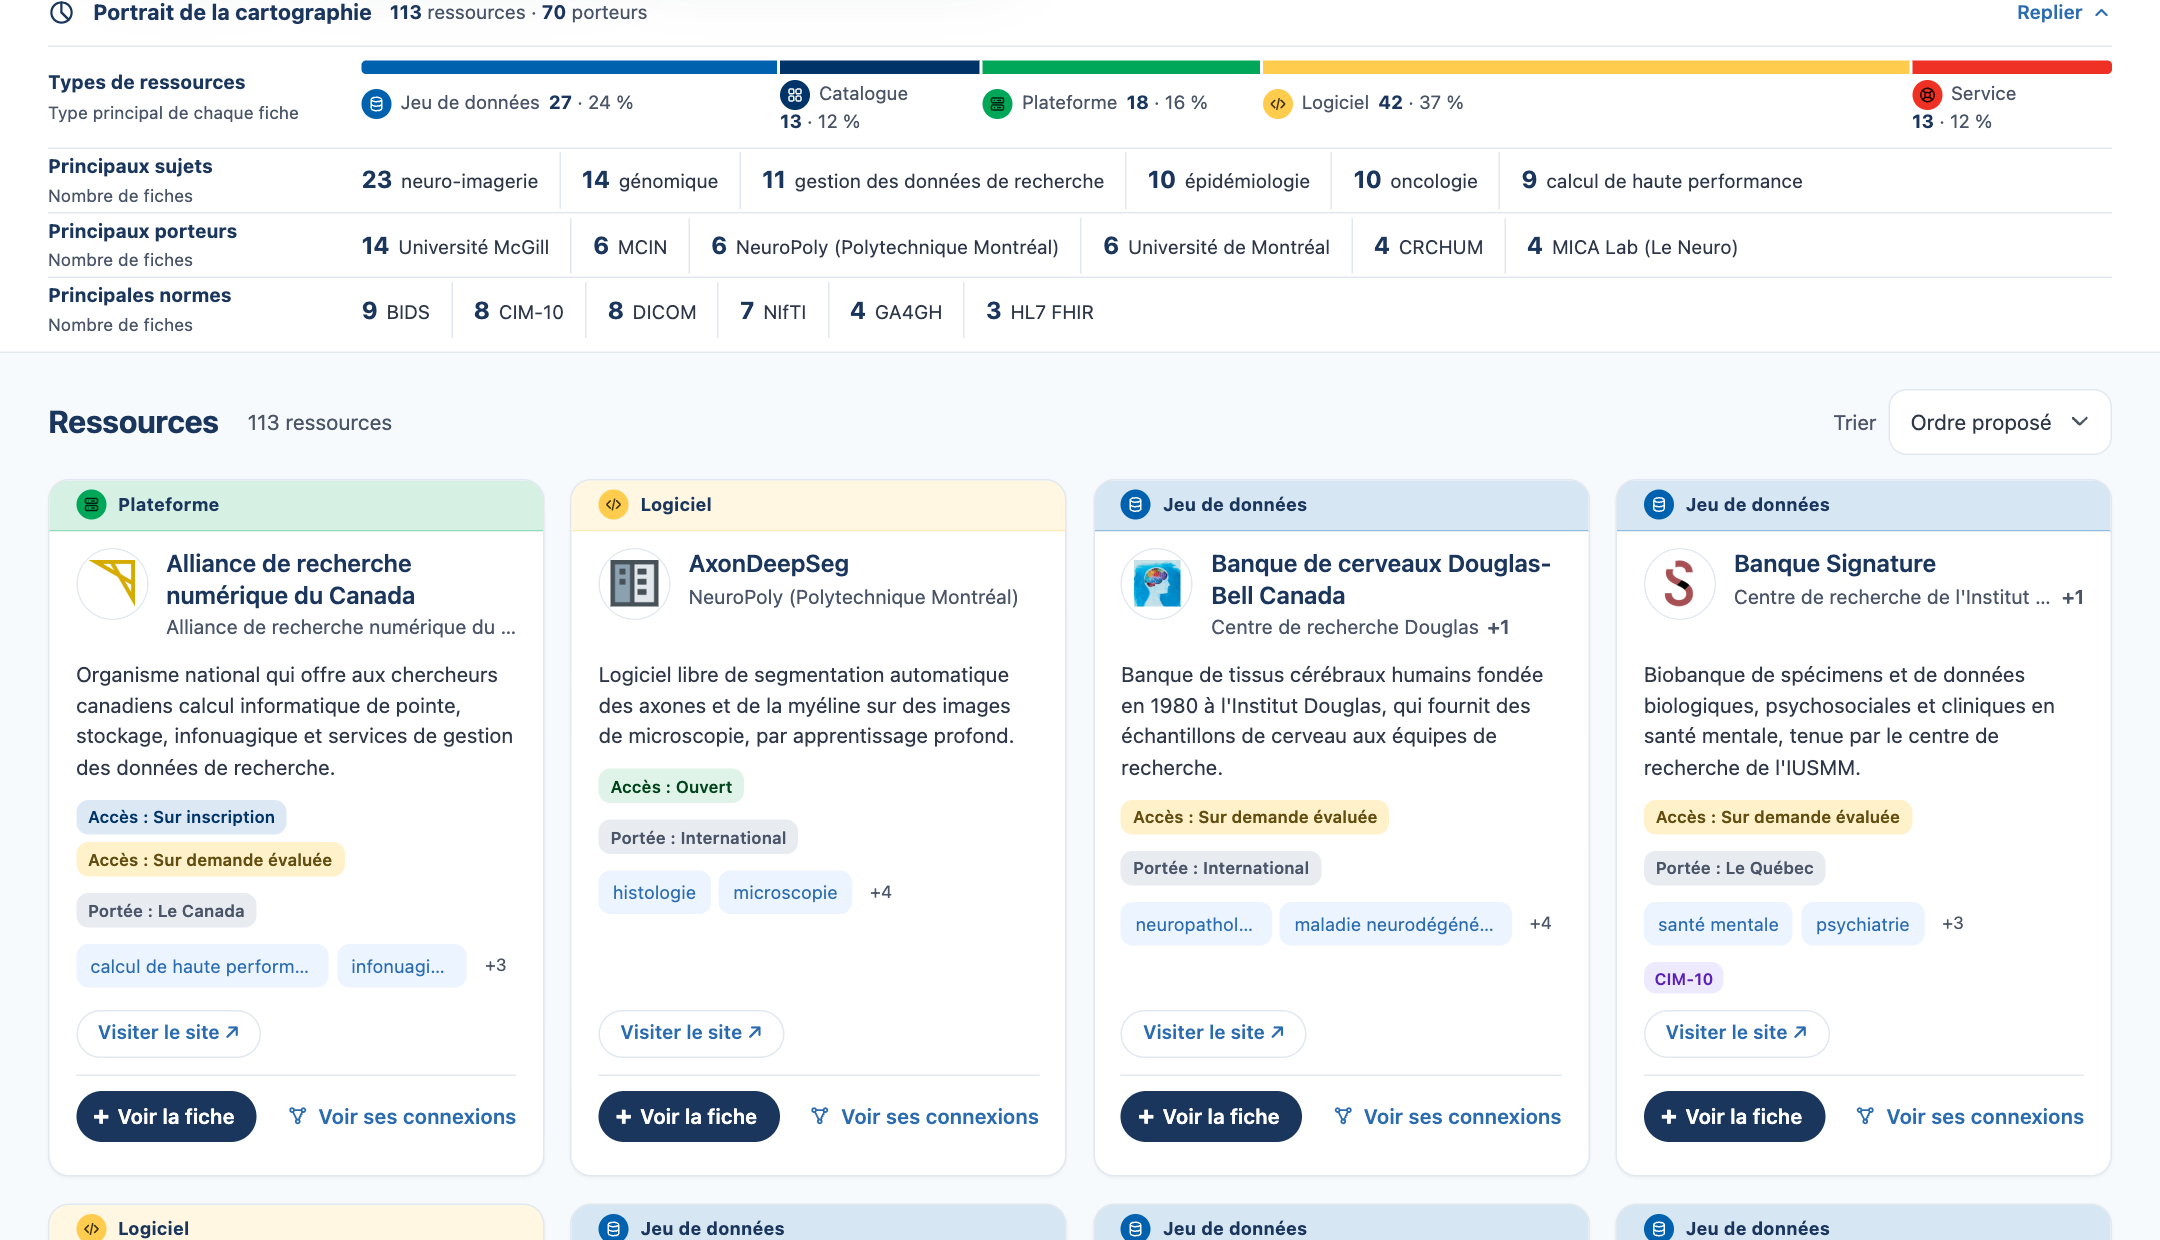 Portrait de la cartographie 113 ressources · 70 porteurs
Replier
Types de ressources
Type principal de chaque fiche
Jeu de données 27 · 24 %
Catalogue
13 · 12 %
Plateforme 18 · 16 %
Logiciel 42 · 37 %
Service
13 · 12 %
Principaux sujets
Nombre de fiches
23 neuro-imagerie
14 génomique
11 gestion des données de recherche
10 épidémiologie
10 oncologie
9 calcul de haute performance
Principaux porteurs
Nombre de fiches
14 Université McGill
6 MCIN
6 NeuroPoly (Polytechnique Montréal)
6 Université de Montréal
4 CRCHUM
4 MICA Lab (Le Neuro)
Principales normes
Nombre de fiches
9 BIDS
8 CIM-10
8 DICOM
7 NIfTI
4 GA4GH
3 HL7 FHIR
Ressources 113 ressources
Trier
Ordre proposé
Plateforme
Alliance de recherche
numérique du Canada
Alliance de recherche numérique du ...
Organisme national qui offre aux chercheurs
canadiens calcul informatique de pointe,
stockage, infonuagique et services de gestion
des données de recherche.
Accès : Sur inscription
Accès : Sur demande évaluée
Portée : Le Canada
calcul de haute perform... infonuagi... +3
Visiter le site
+ Voir la fiche
Voir ses connexions
Logiciel
AxonDeepSeg
NeuroPoly (Polytechnique Montréal)
Logiciel libre de segmentation automatique
des axones et de la myéline sur des images
de microscopie, par apprentissage profond.
Accès : Ouvert
Portée : International
histologie microscopie +4
Visiter le site
+ Voir la fiche
Voir ses connexions
Jeu de données
Banque de cerveaux Douglas-
Bell Canada
Centre de recherche Douglas +1
Banque de tissus cérébraux humains fondée
en 1980 à l'Institut Douglas, qui fournit des
échantillons de cerveau aux équipes de
recherche.
Accès : Sur demande évaluée
Portée : International
neuropathol... maladie neurodégéné... +4
Visiter le site
+ Voir la fiche
Voir ses connexions
Jeu de données
Banque Signature
Centre de recherche de l'Institut ... +1
Biobanque de spécimens et de données
biologiques, psychosociales et cliniques en
santé mentale, tenue par le centre de
recherche de l'IUSMM.
Accès : Sur demande évaluée
Portée : Le Québec
santé mentale psychiatrie +3
CIM-10
Visiter le site
+ Voir la fiche
Voir ses connexions
Logiciel
Jeu de données
Jeu de données
Jeu de données